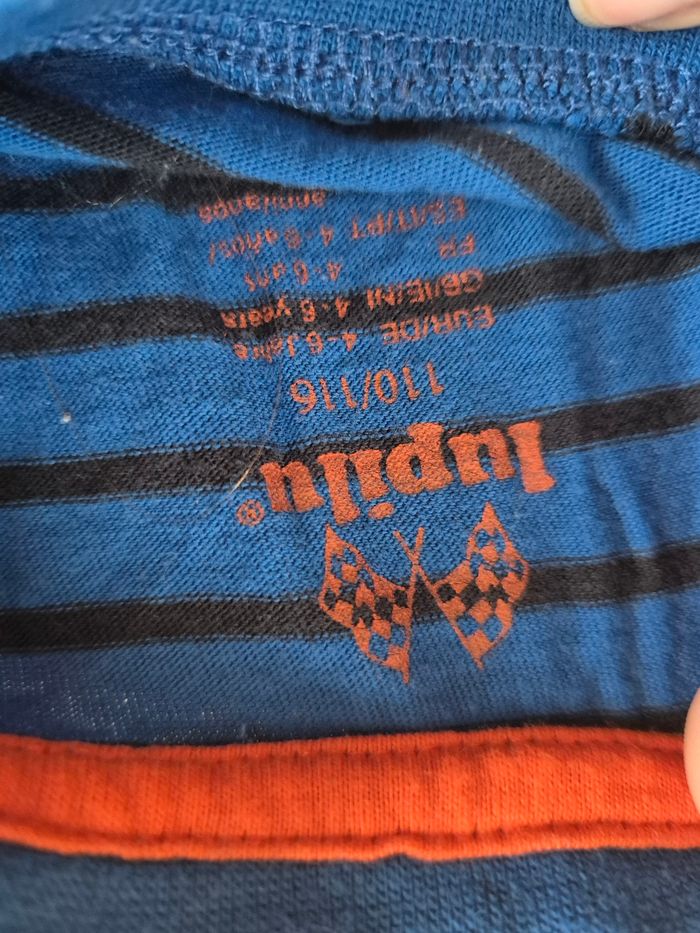 lupilu®
110/116
EUR/DE 4-6 Jahre
GB/IE/NI 4-6 years
FR 4-6 ans
ES/IT/PT 4-6 años/
anni/anos